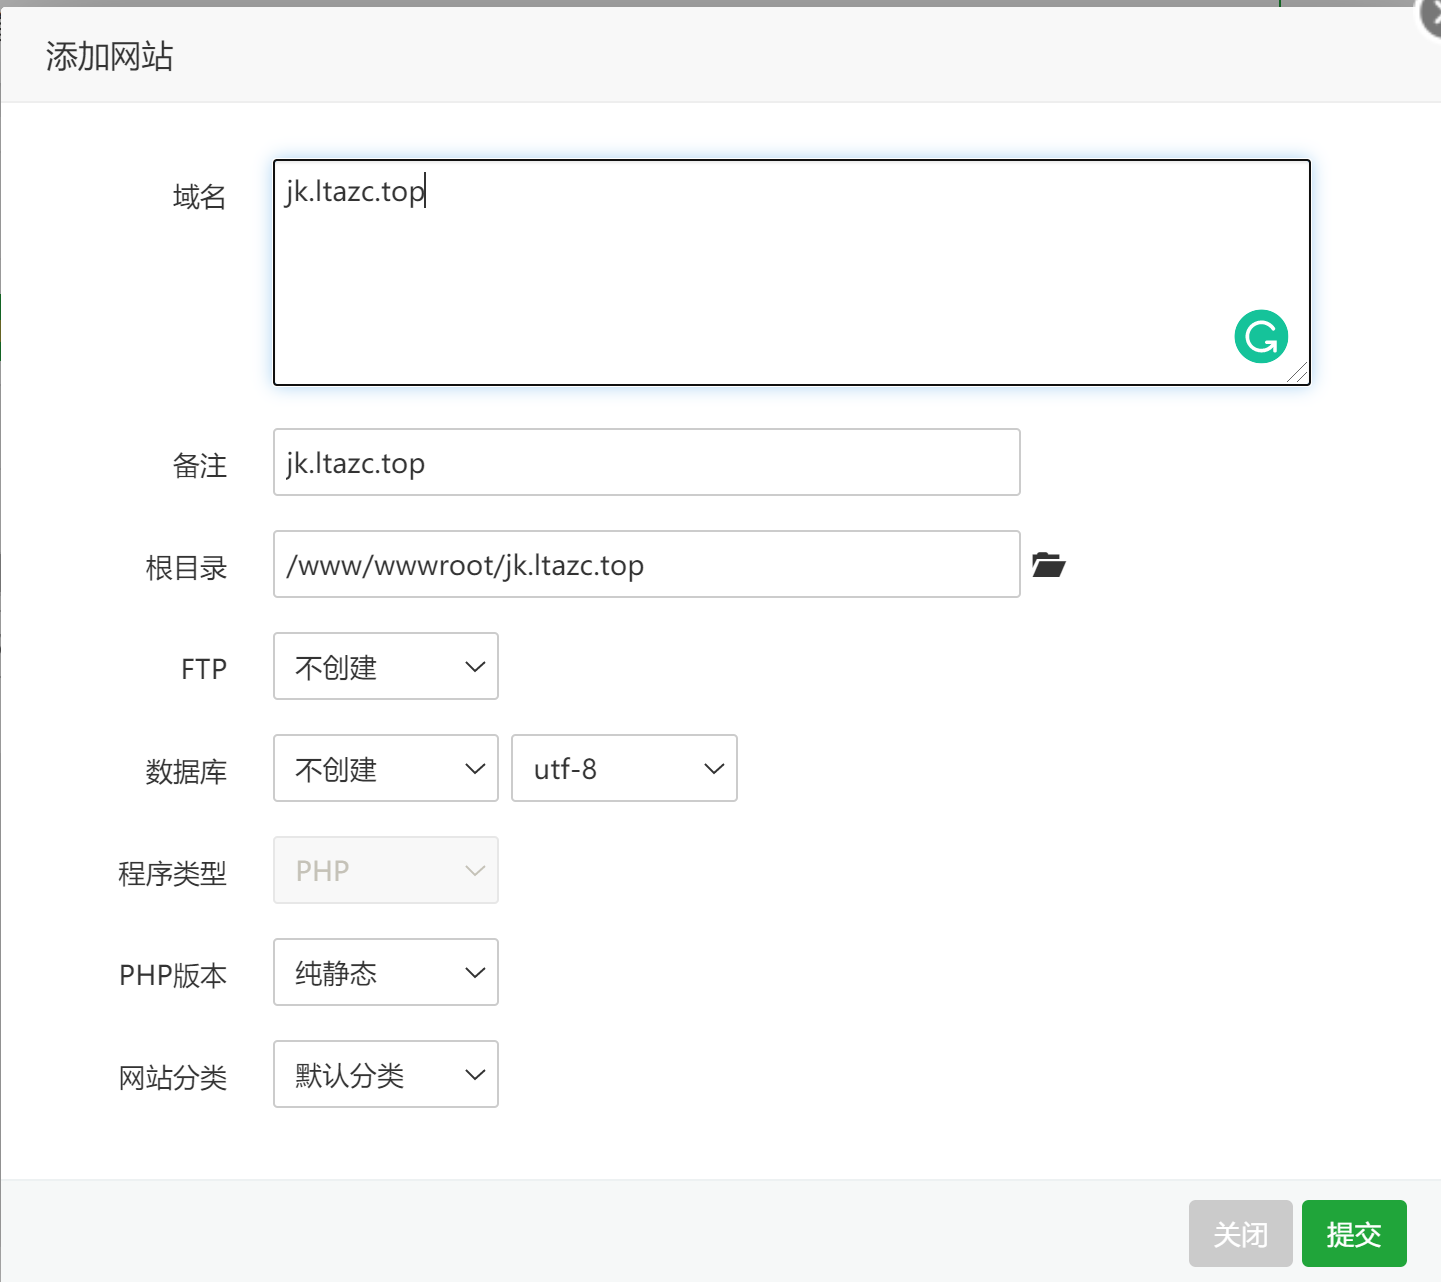 添加网站
域名
jk.ltazc.top
备注
jk.ltazc.top
根目录
/www/wwwroot/jk.ltazc.top
FTP
不创建
数据库
不创建
utf-8
程序类型
PHP
PHP版本
纯静态
网站分类
默认分类
关闭
提交